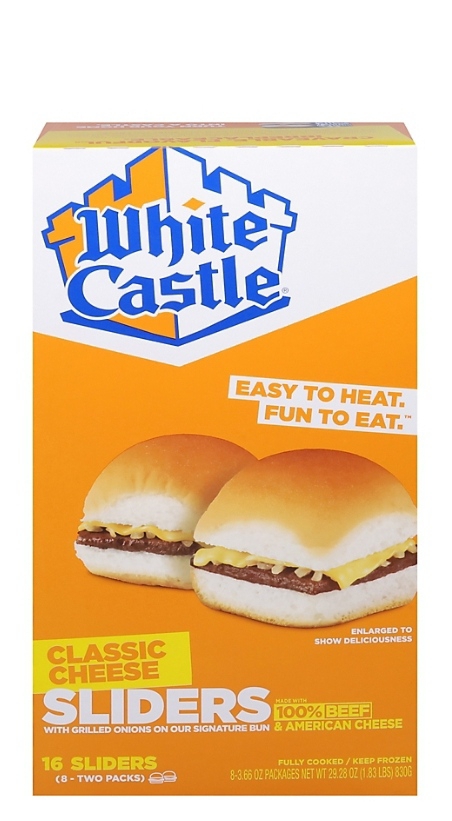 White
Castle®
EASY TO HEAT.
FUN TO EAT.™
ENLARGED TO
SHOW DELICIOUSNESS
CLASSIC
CHEESE
SLIDERS
WITH GRILLED ONIONS ON OUR SIGNATURE BUN
MADE WITH
100% BEEF
& AMERICAN CHEESE
16 SLIDERS
(8 - TWO PACKS)
FULLY COOKED / KEEP FROZEN
8-3.66 OZ PACKAGES NET WT 29.28 OZ (1.83 LBS) 830G